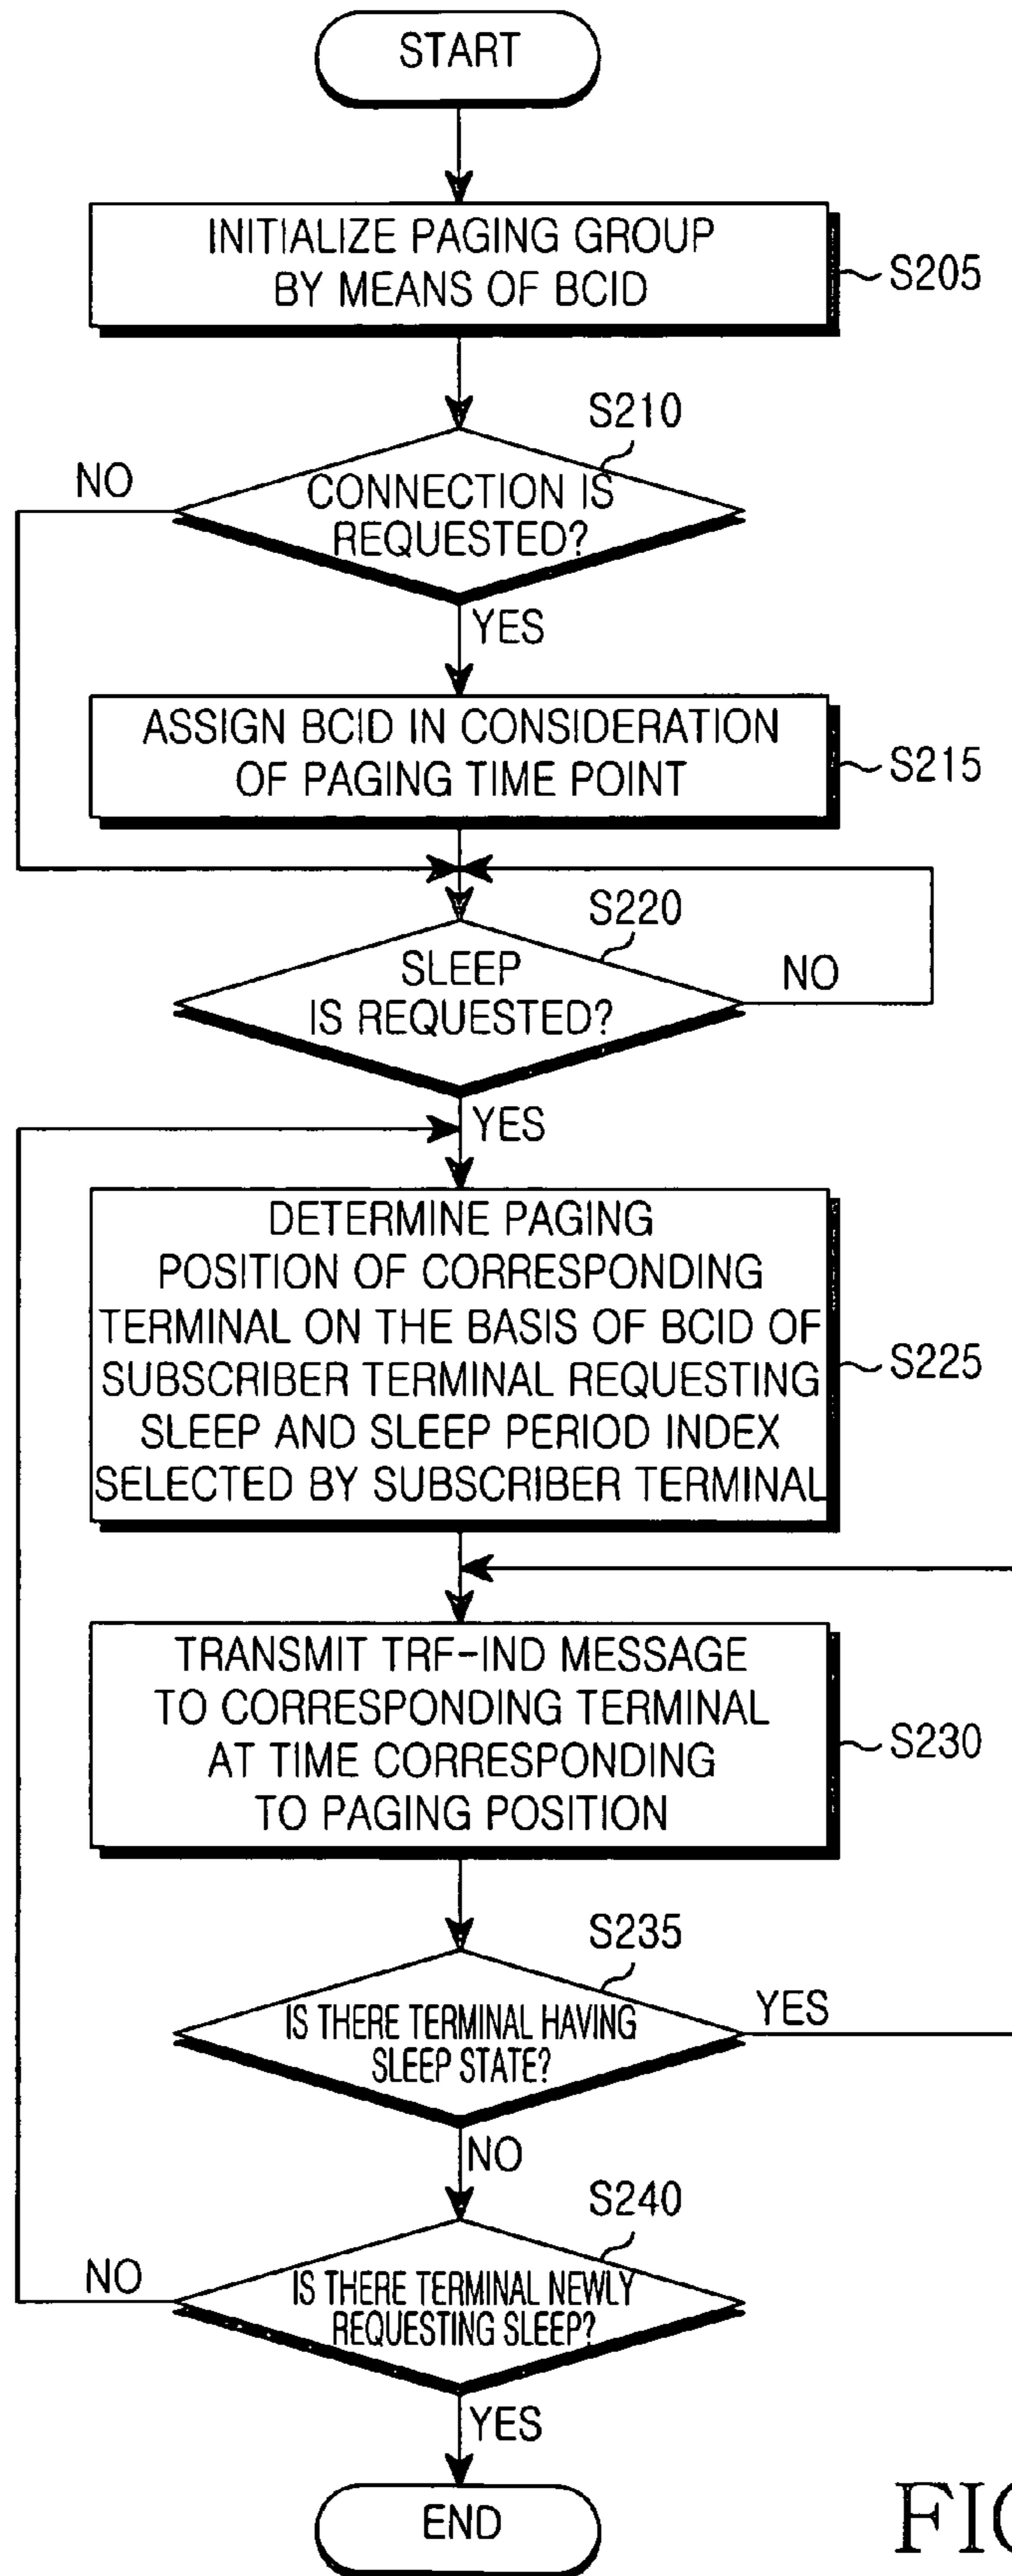 START
INITIALIZE PAGING GROUP
BY MEANS OF BCID
S205
S210
NO
CONNECTION IS
REQUESTED?
YES
ASSIGN BCID IN CONSIDERATION
OF PAGING TIME POINT
S215
S220
SLEEP
IS REQUESTED?
NO
YES
DETERMINE PAGING
POSITION OF CORRESPONDING
TERMINAL ON THE BASIS OF BCID OF
SUBSCRIBER TERMINAL REQUESTING
SLEEP AND SLEEP PERIOD INDEX
SELECTED BY SUBSCRIBER TERMINAL
S225
TRANSMIT TRF-IND MESSAGE
TO CORRESPONDING TERMINAL
AT TIME CORRESPONDING
TO PAGING POSITION
S230
S235
IS THERE TERMINAL HAVING
SLEEP STATE?
YES
NO
S240
NO
IS THERE TERMINAL NEWLY
REQUESTING SLEEP?
YES
END